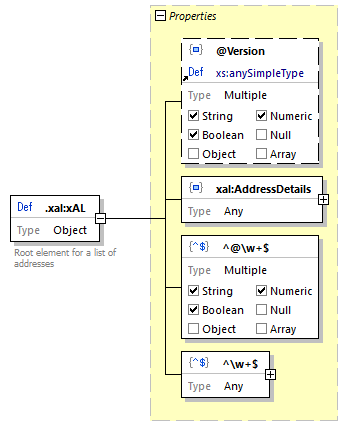 Properties
@Version
Def xs:anySimpleType
Type Multiple
String Numeric
Boolean Null
Object Array
Def .xal:xAL
Type Object
Root element for a list of
addresses
xal:AddressDetails
Type Any
{^$} ^@\w+$
Type Multiple
String Numeric
Boolean Null
Object Array
{^$} ^\w+$
Type Any